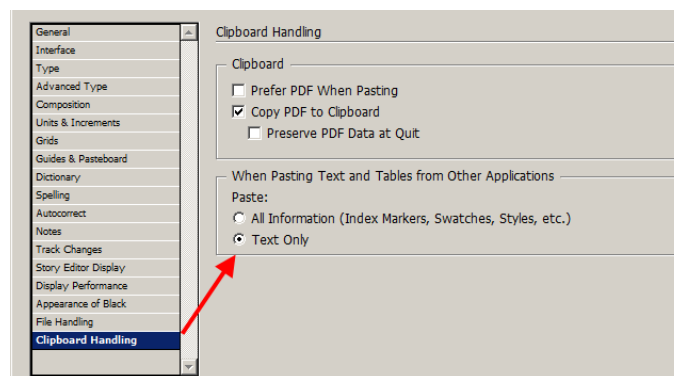 General
Interface
Type
Advanced Type
Composition
Units & Increments
Grids
Guides & Pasteboard
Dictionary
Spelling
Autocorrect
Notes
Track Changes
Story Editor Display
Display Performance
Appearance of Black
File Handling
Clipboard Handling
Clipboard Handling
Clipboard
Prefer PDF When Pasting
Copy PDF to Clipboard
Preserve PDF Data at Quit
When Pasting Text and Tables from Other Applications
Paste:
All Information (Index Markers, Swatches, Styles, etc.)
Text Only